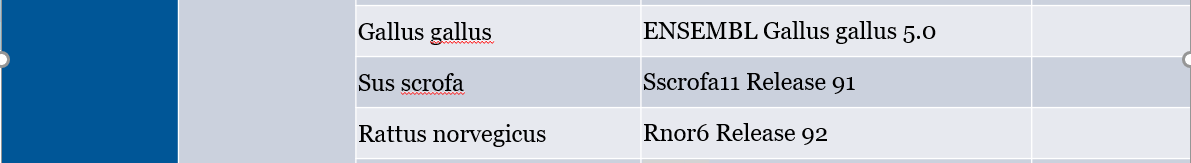 Gallus gallus ENSEMBL Gallus gallus 5.0
Sus scrofa Sscrofa11 Release 91
Rattus norvegicus Rnor6 Release 92